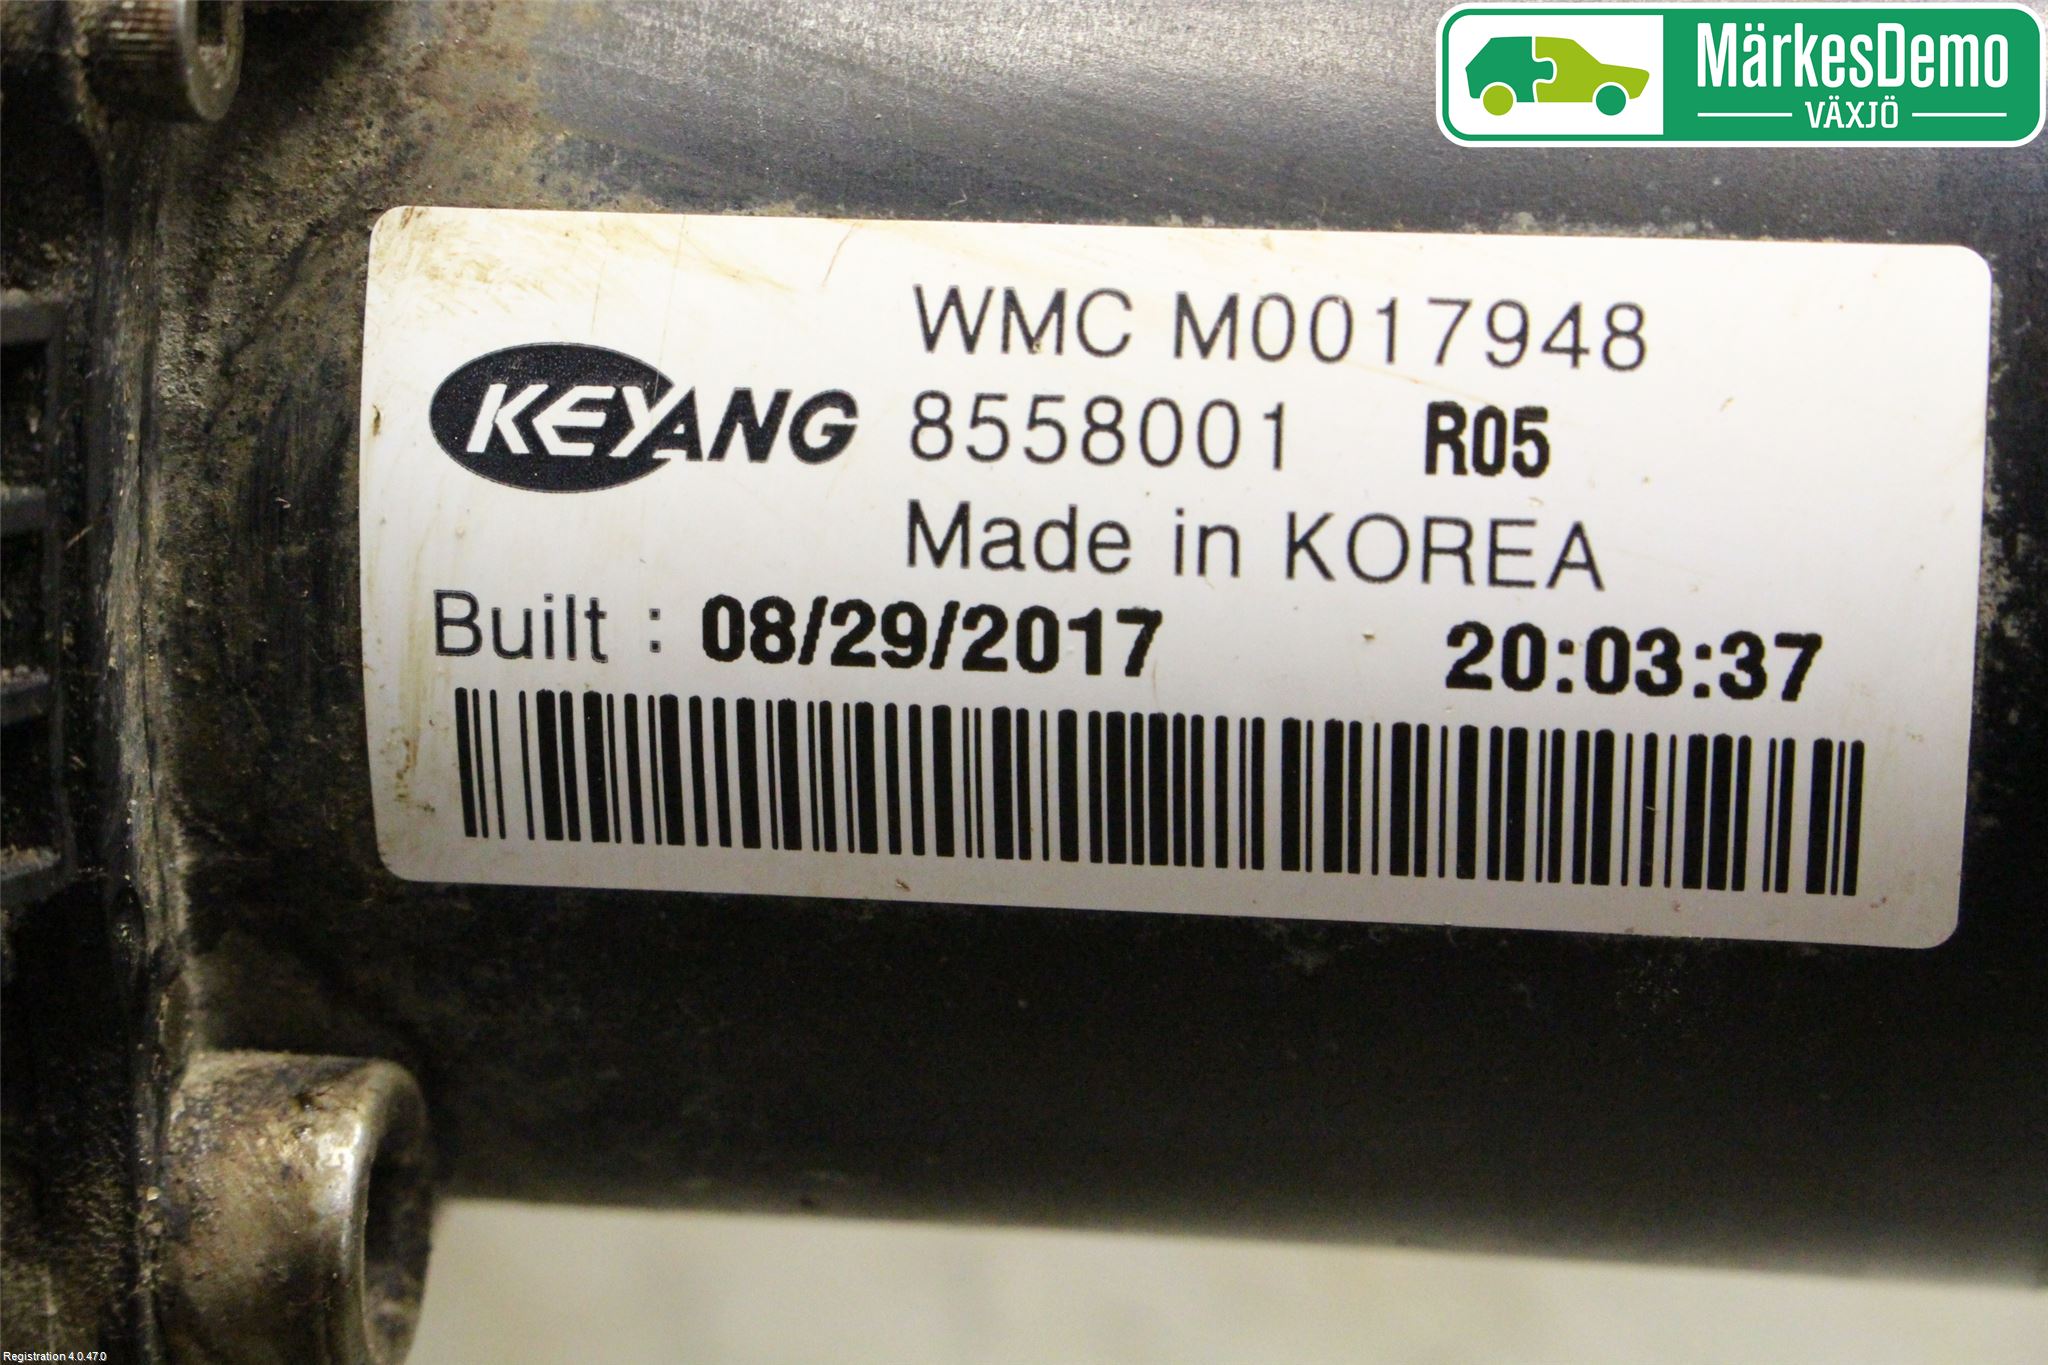 MärkesDemo
VÄXJÖ
WMC M0017948
KEYANG
8558001 R05
Made in KOREA
Built : 08/29/2017 20:03:37
Registration 4.0.47.0